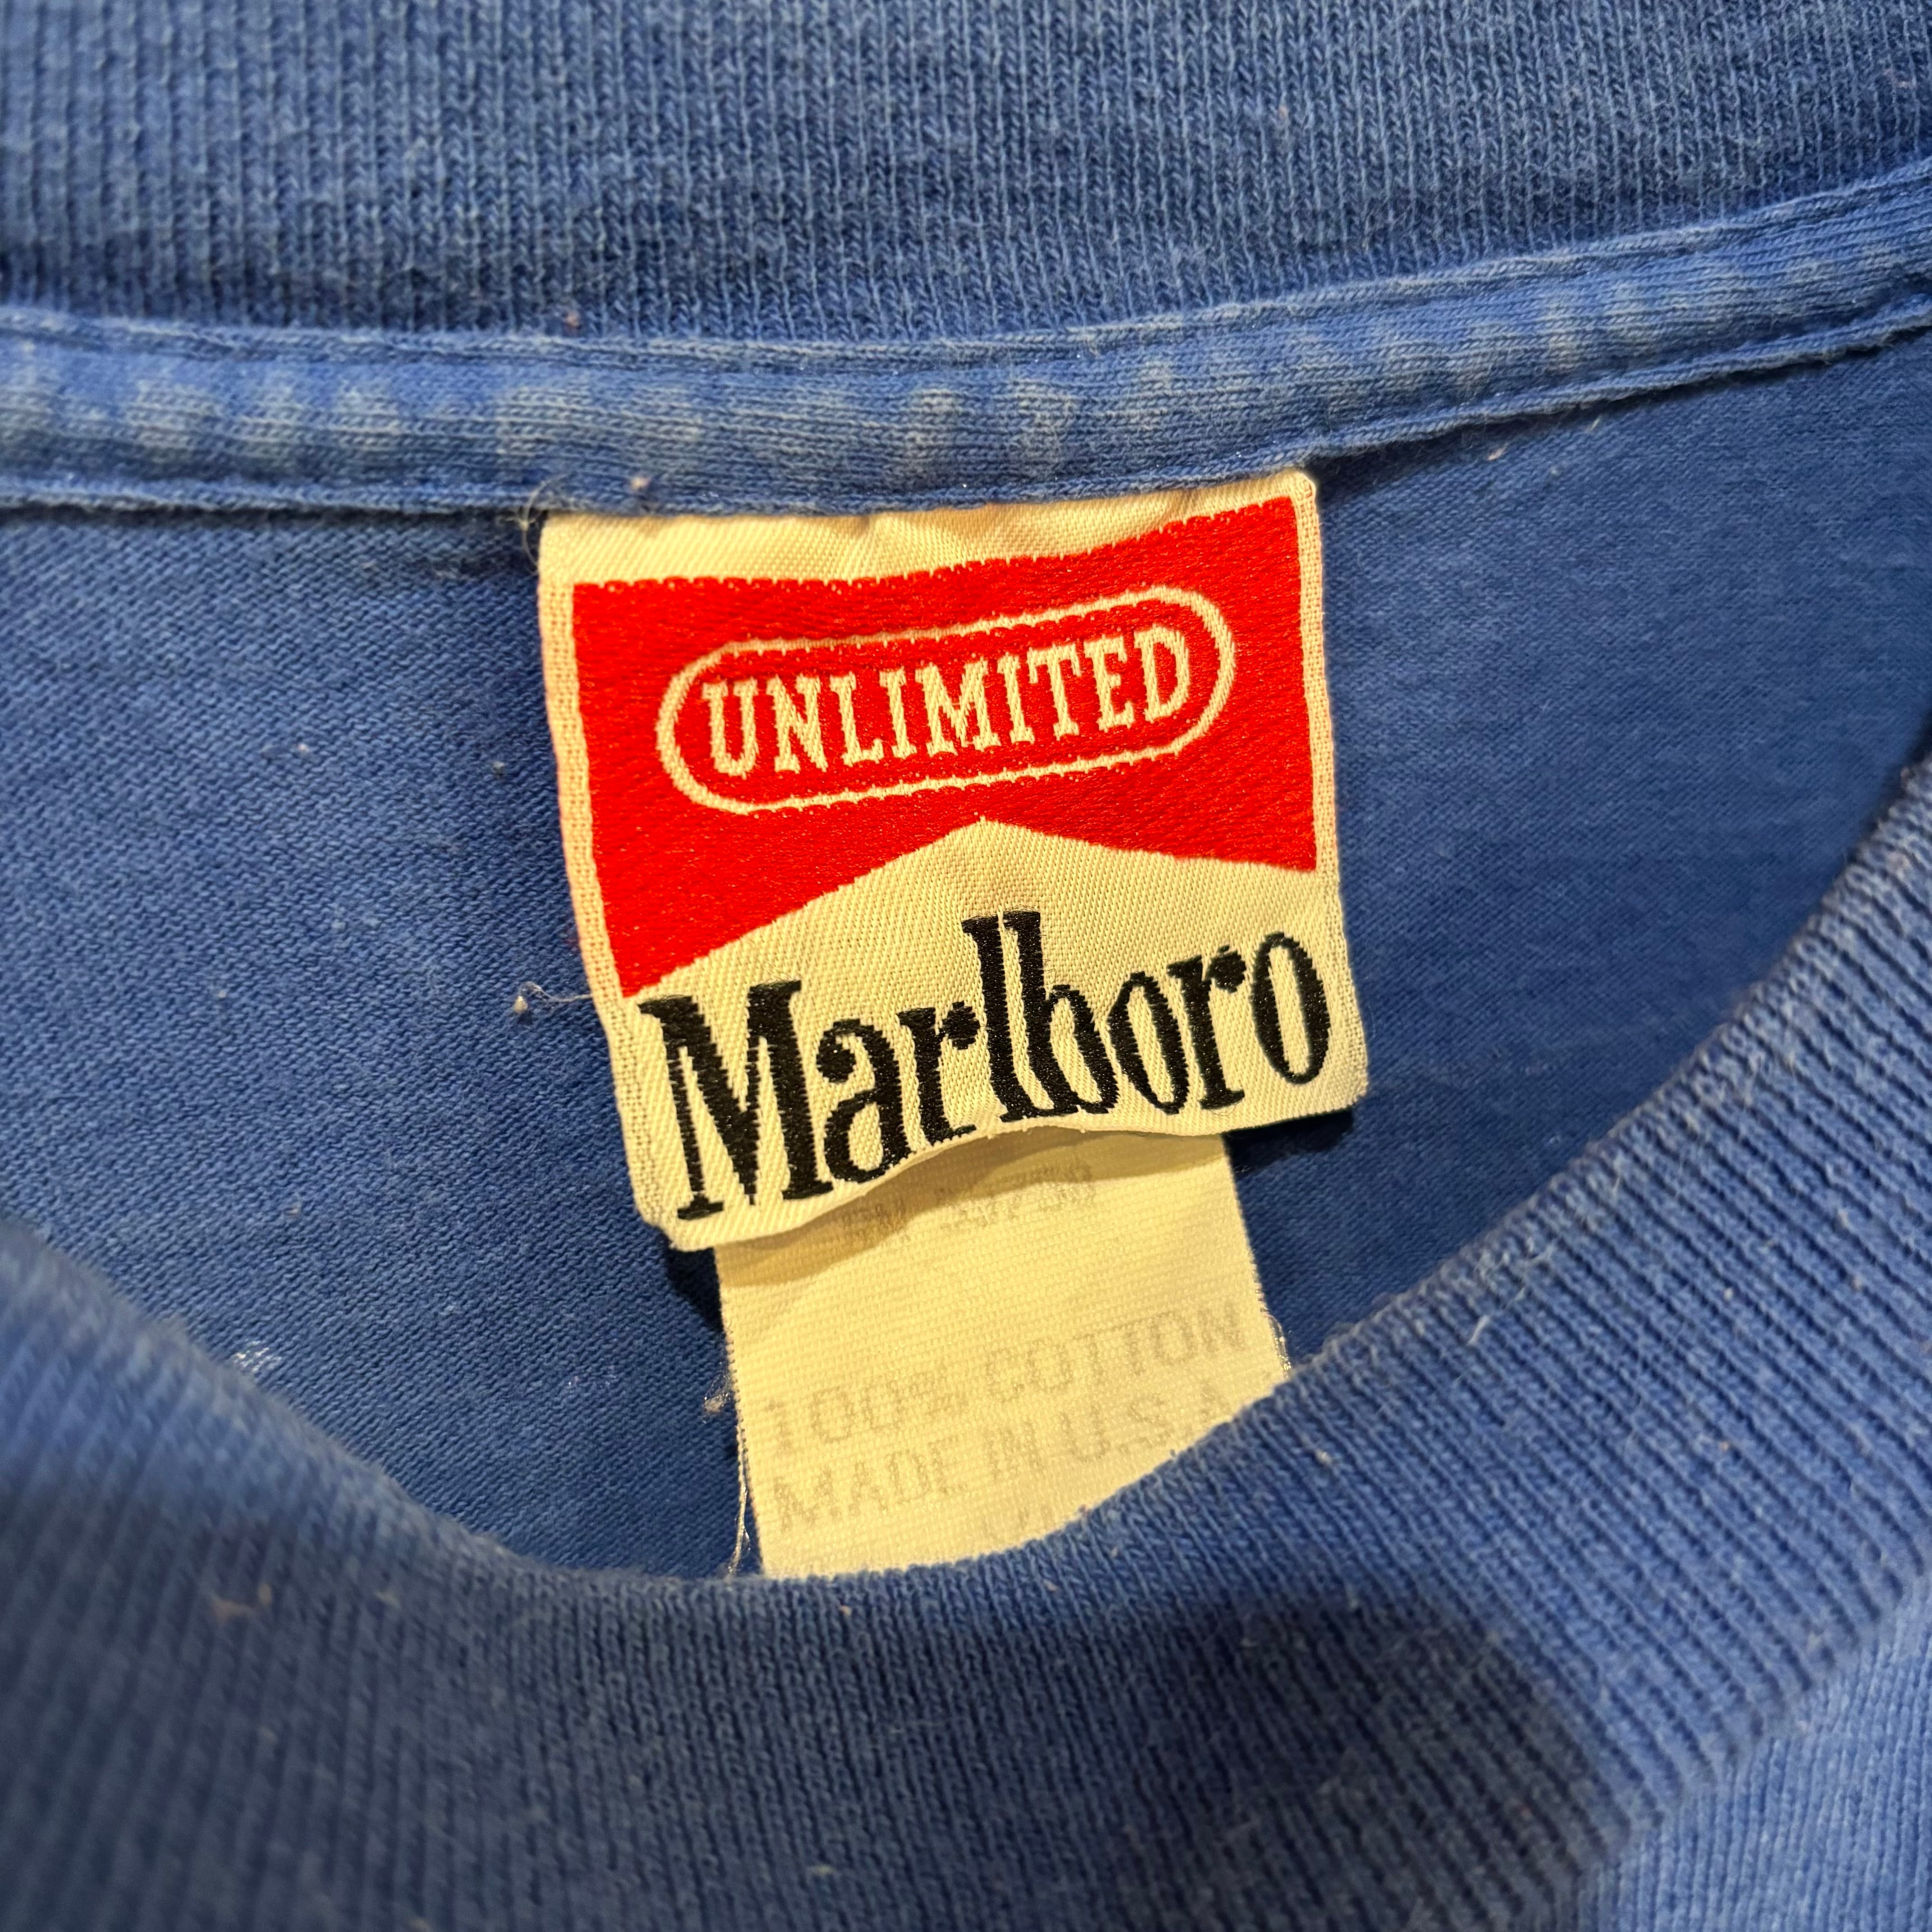 UNLIMITED
Marlboro
100% COTTON
MADE IN U.S.A